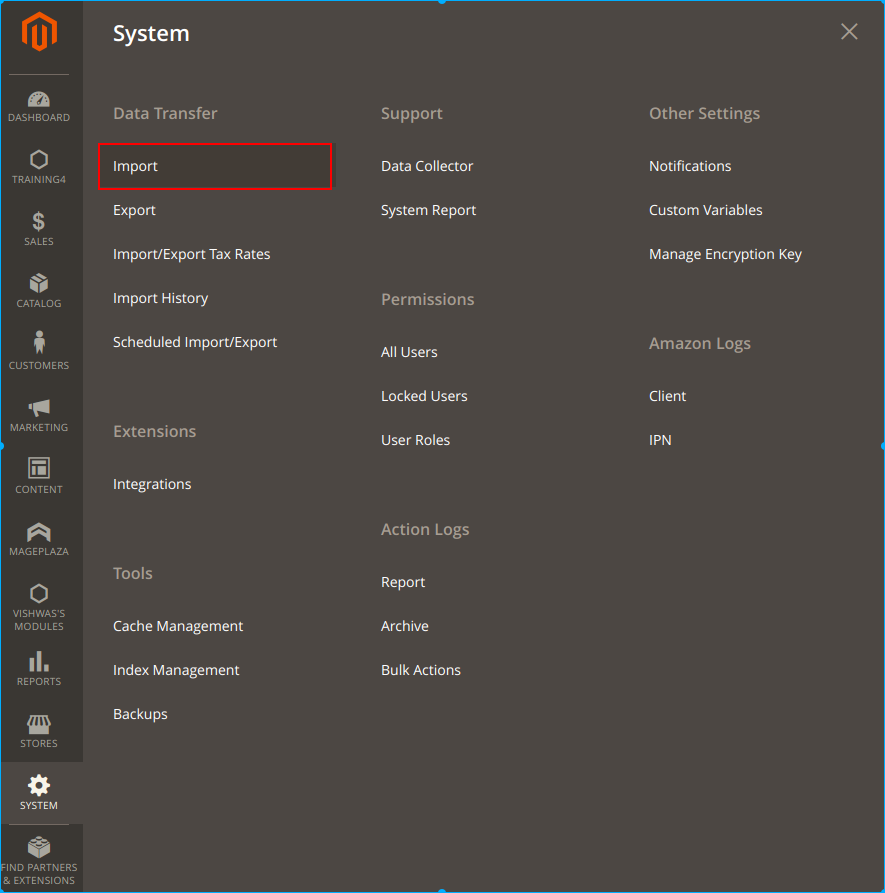 DASHBOARD
TRAINING4
SALES
CATALOG
CUSTOMERS
MARKETING
CONTENT
MAGEPLAZA
VISHWAS'S
MODULES
REPORTS
STORES
SYSTEM
FIND PARTNERS
& EXTENSIONS
System
Data Transfer
Import
Export
Import/Export Tax Rates
Import History
Scheduled Import/Export
Extensions
Integrations
Tools
Cache Management
Index Management
Backups
Support
Data Collector
System Report
Permissions
All Users
Locked Users
User Roles
Action Logs
Report
Archive
Bulk Actions
Other Settings
Notifications
Custom Variables
Manage Encryption Key
Amazon Logs
Client
IPN